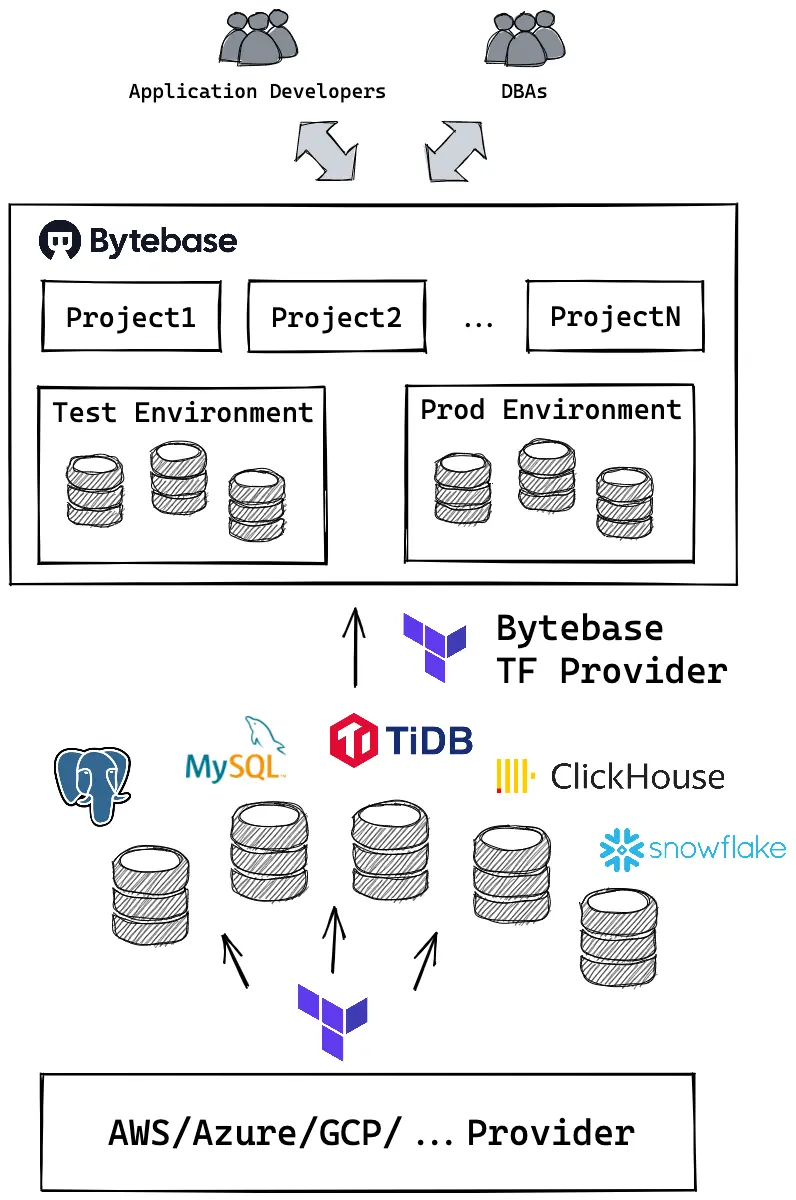 Application Developers
DBAs
Bytebase
Project1
Project2
...
ProjectN
Test Environment
Prod Environment
Bytebase
TF Provider
MySQL™
TiDB
ClickHouse
snowflake
AWS/Azure/GCP/ ... Provider